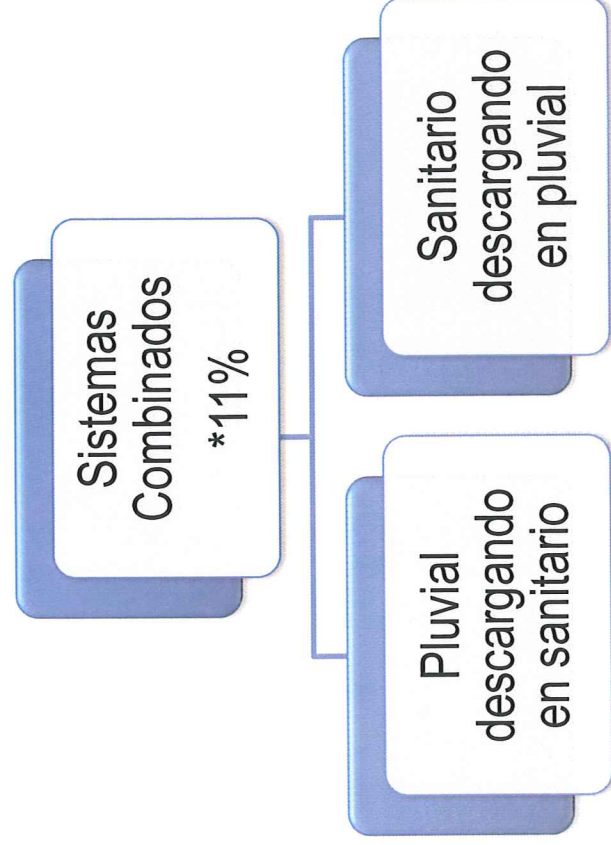 Sistemas
Combinados
*11%
Pluvial
descargando
en sanitario
Sanitario
descargando
en pluvial